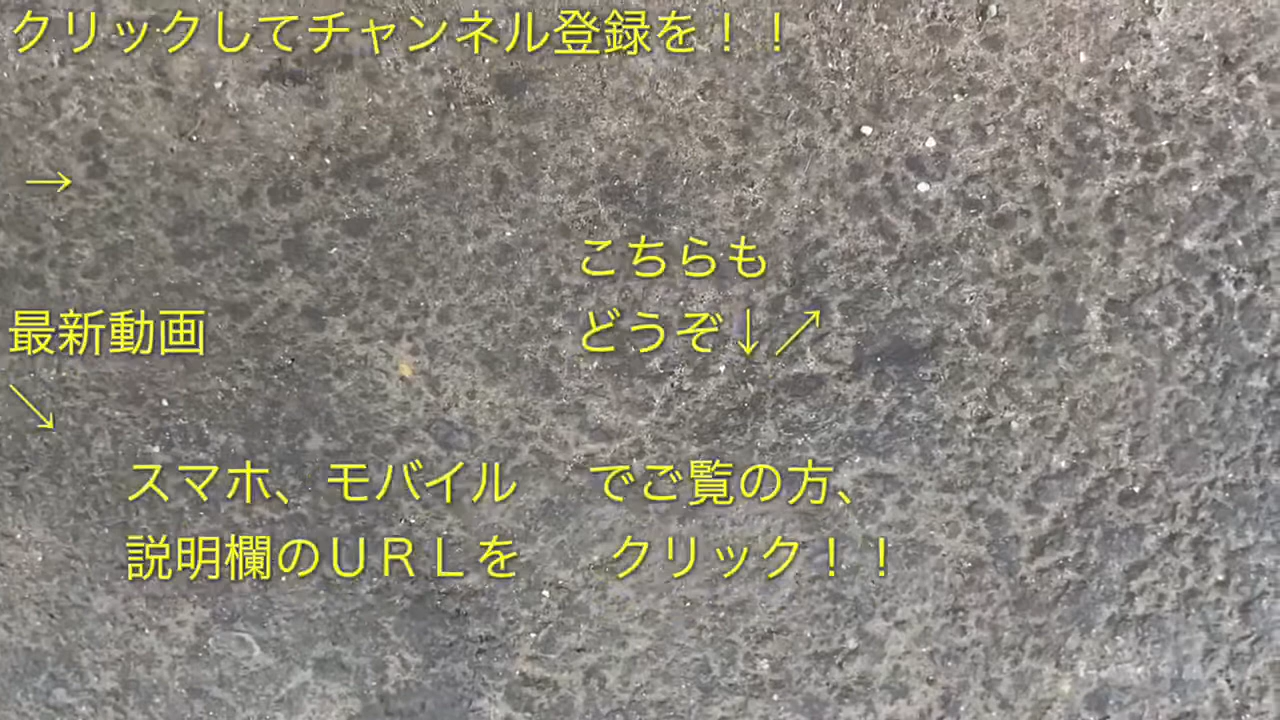 クリックしてチャンネル登録を！！
→
こちらも
どうぞ↓↗
最新動画
↘
スマホ、モバイル　でご覧の方、
説明欄のＵＲＬを　クリック！！